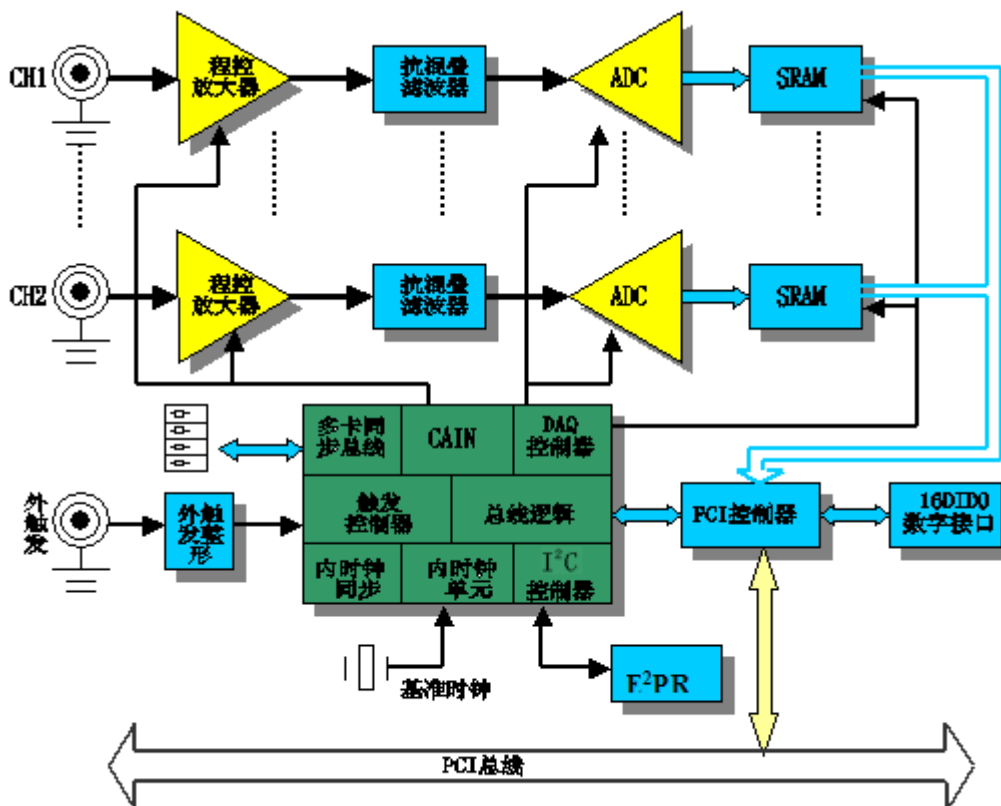 CH1
程控
放大器
抗混叠
滤波器
ADC
SRAM
CH2
程控
放大器
抗混叠
滤波器
ADC
SRAM
多卡同
步总线
CAIN
DAQ
控制器
外触发
外触
发整
形
触发
控制器
总线逻辑
PCI控制器
16DIDO
数字接口
内时钟
同步
内时钟
单元
I²C
控制器
基准时钟
E²PR
PCI总线